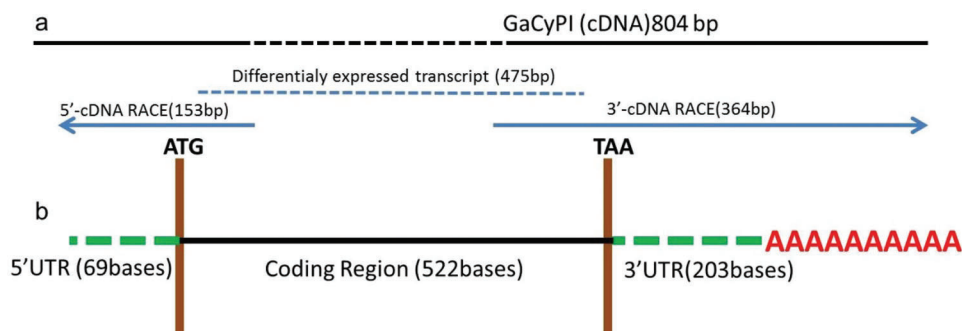 a
GaCyPI (cDNA)804 bp
Differentialy expressed transcript (475bp)
5’-cDNA RACE(153bp)
3’-cDNA RACE(364bp)
ATG
TAA
b
AAAAAAAAAA
5’UTR (69bases)
Coding Region (522bases)
3’UTR(203bases)